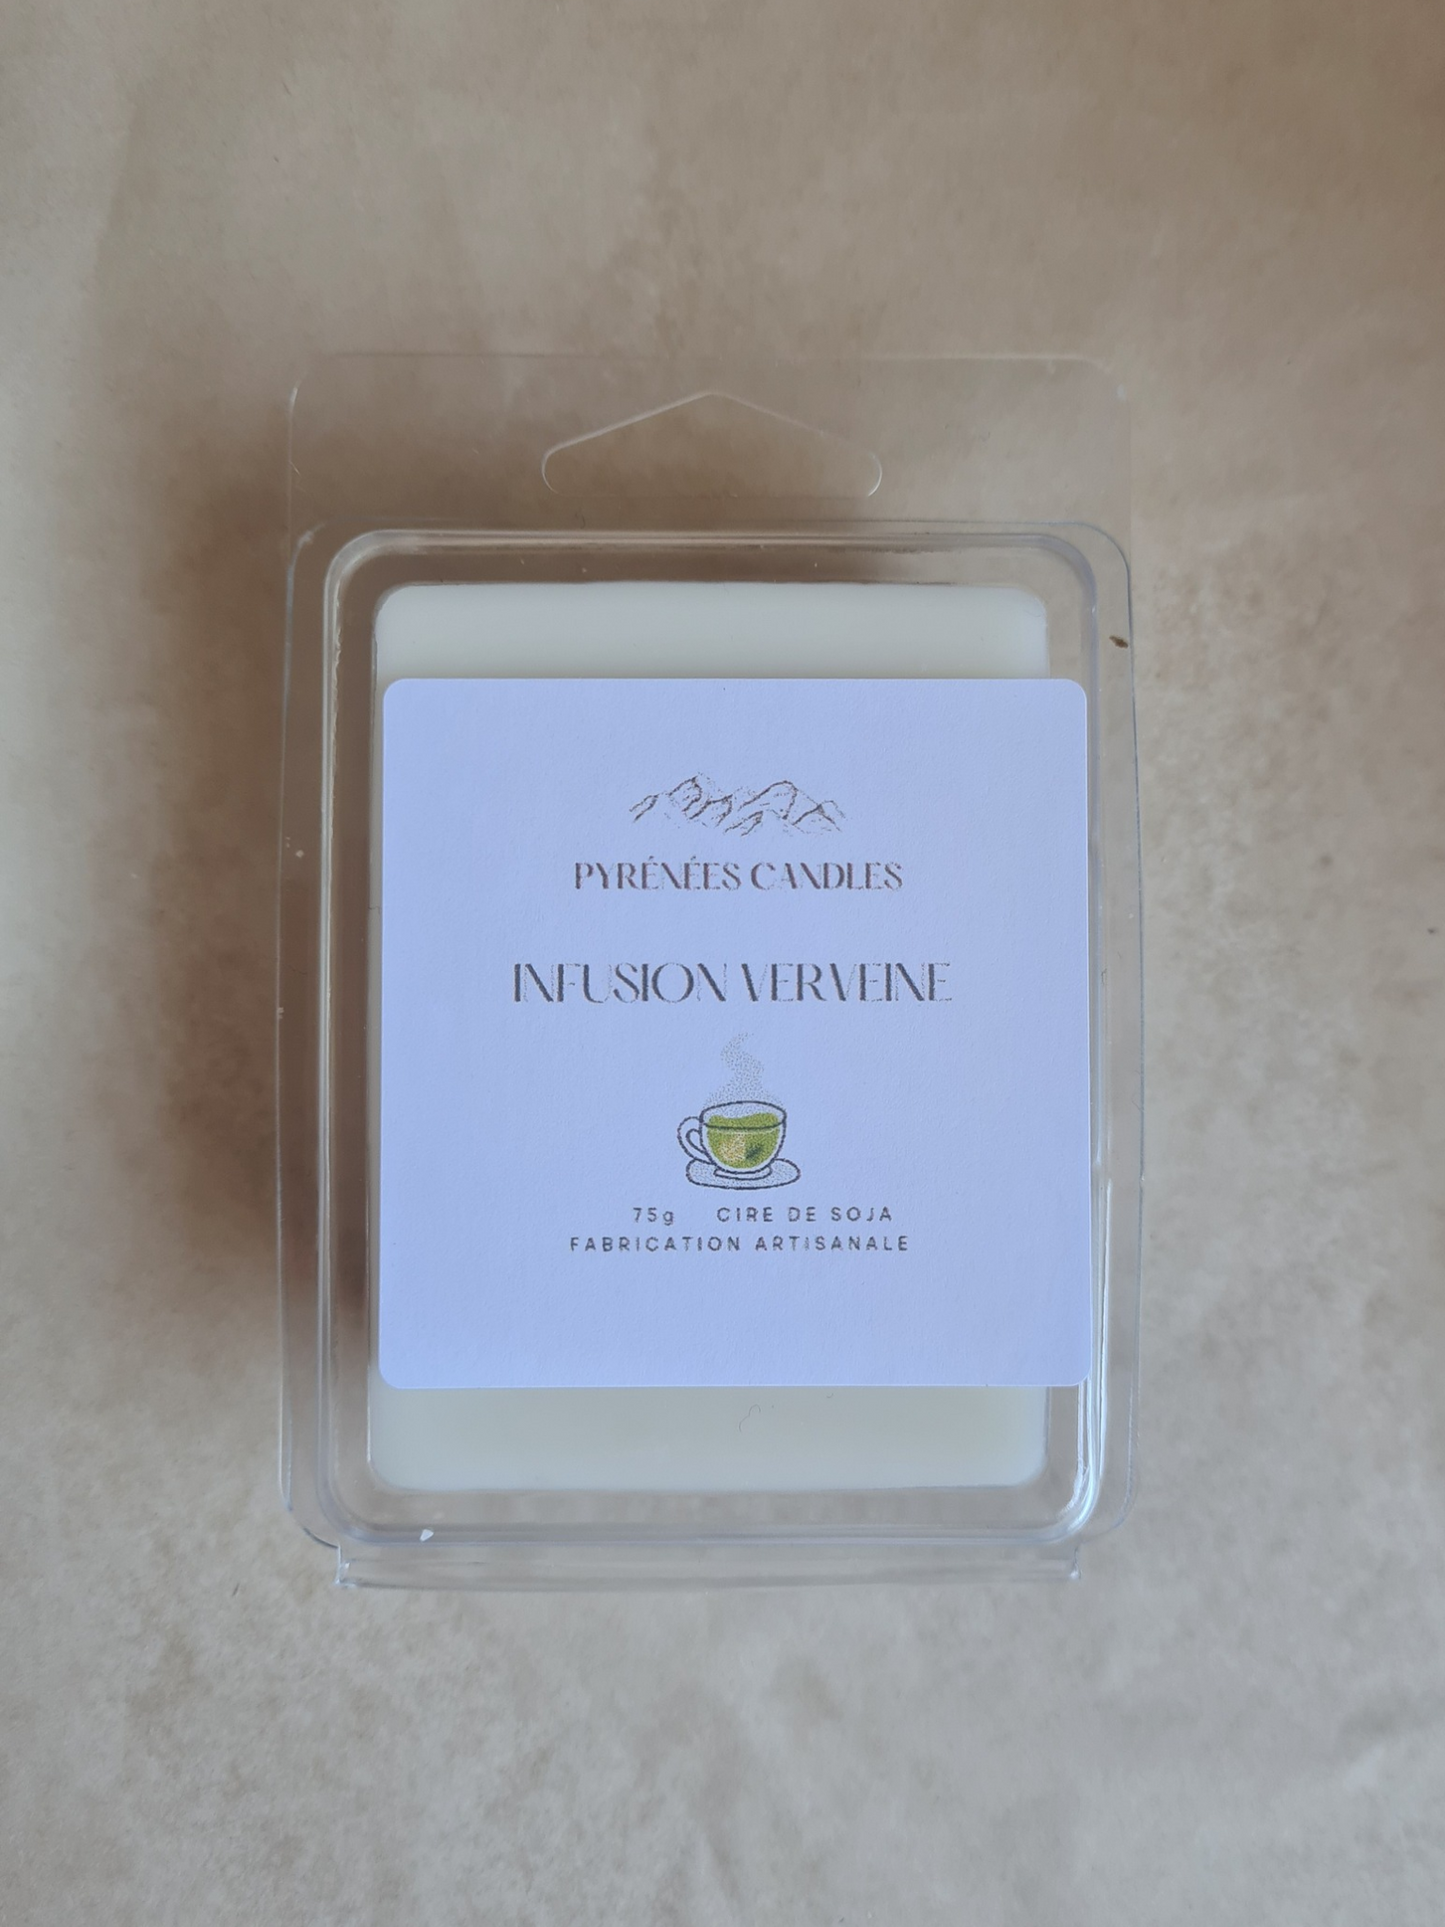 PYRÉNÉES CANDLES
INFUSION VERVEINE
75g CIRE DE SOJA
FABRICATION ARTISANALE